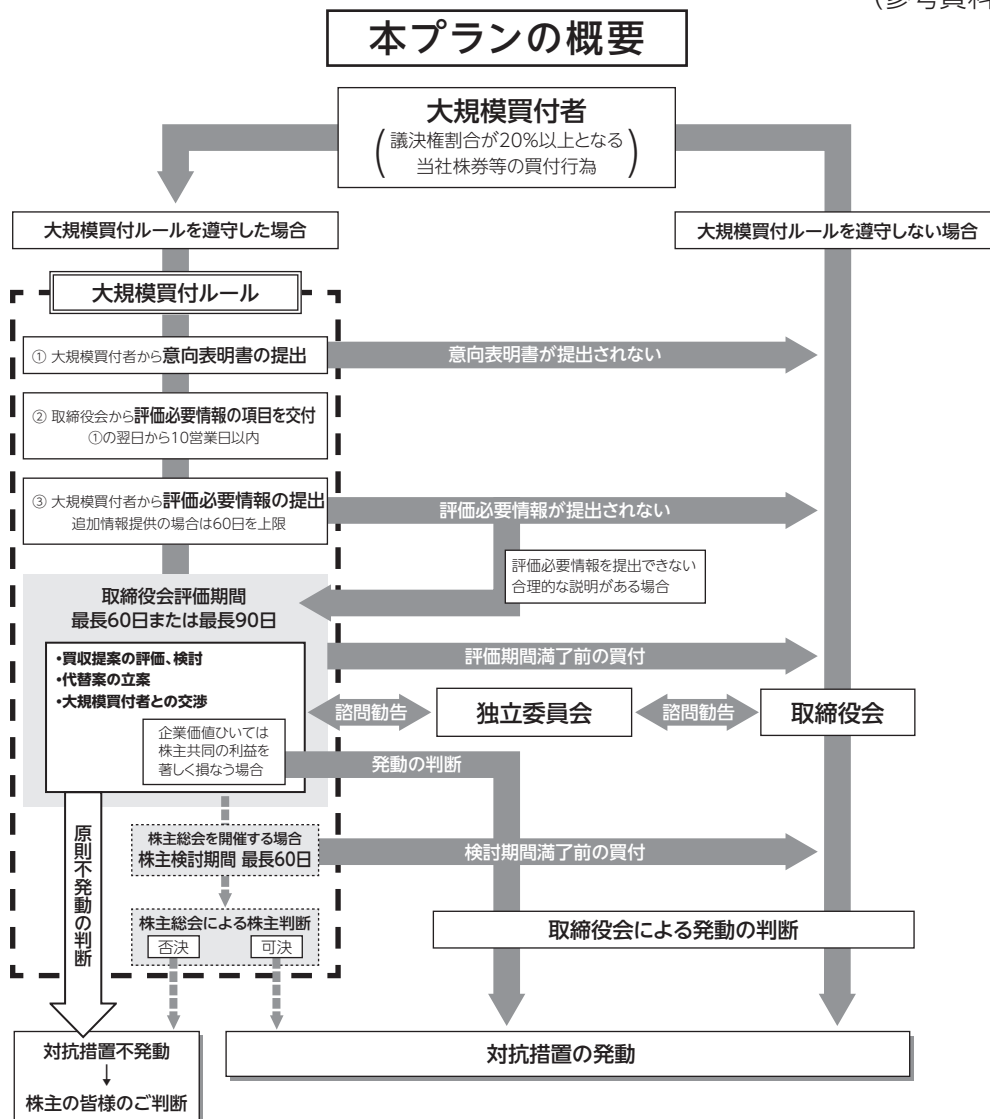 （参考資料
本プランの概要
大規模買付者
議決権割合が20%以上となる
当社株券等の買付行為
大規模買付ルールを遵守した場合
大規模買付ルールを遵守しない場合
大規模買付ルール
① 大規模買付者から意向表明書の提出
意向表明書が提出されない
② 取締役会から評価必要情報の項目を交付
①の翌日から10営業日以内
③ 大規模買付者から評価必要情報の提出
追加情報提供の場合は60日を上限
評価必要情報が提出されない
評価必要情報を提出できない
合理的な説明がある場合
取締役会評価期間
最長60日または最長90日
評価期間満了前の買付
•買収提案の評価、検討
•代替案の立案
•大規模買付者との交渉
諮問勧告
独立委員会
諮問勧告
取締役会
企業価値ひいては
株主共同の利益を
著しく損なう場合
発動の判断
原則不発動の判断
株主総会を開催する場合
株主検討期間 最長60日
検討期間満了前の買付
株主総会による株主判断
否決
可決
取締役会による発動の判断
対抗措置不発動
↓
株主の皆様のご判断
対抗措置の発動